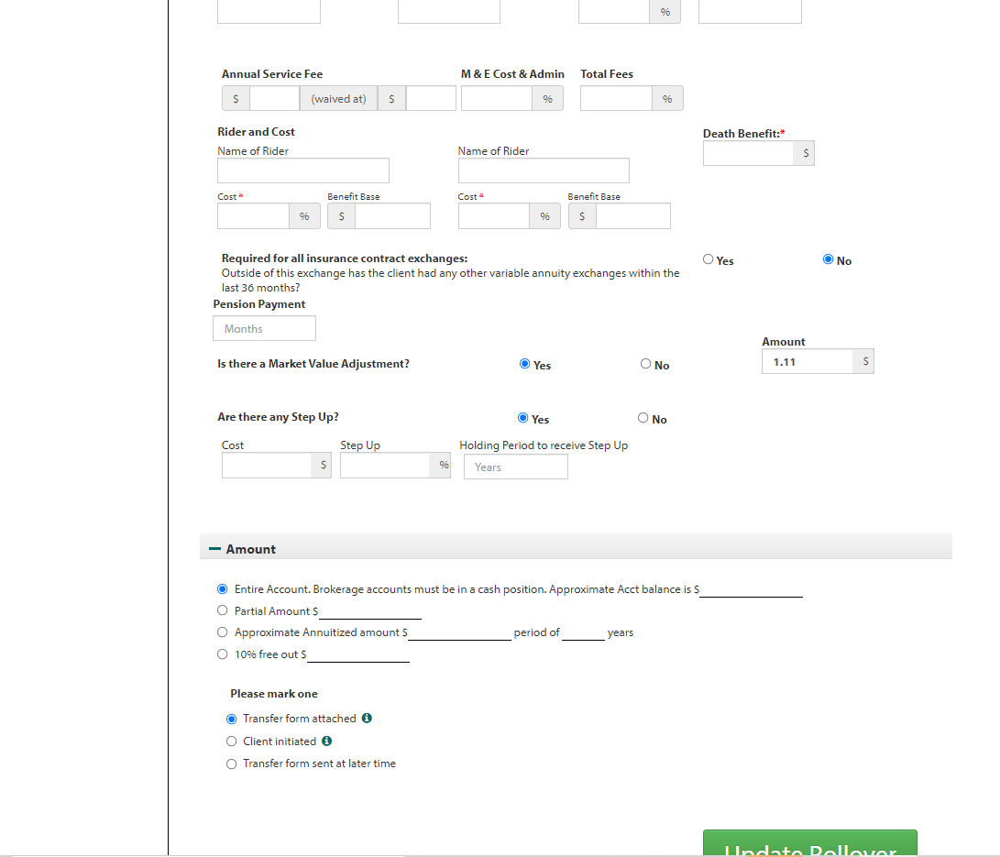 %
Annual Service Fee M & E Cost & Admin Total Fees
$ (waived at) $ % %
Rider and Cost
Death Benefit:*
Name of Rider Name of Rider
$
Cost * Benefit Base Cost * Benefit Base
% $ % $
Required for all insurance contract exchanges: Yes No
Outside of this exchange has the client had any other variable annuity exchanges within the
last 36 months?
Pension Payment
Months
Amount
1.11 $
Is there a Market Value Adjustment? Yes No
Are there any Step Up? Yes No
Cost Step Up Holding Period to receive Step Up
$ % Years
Amount
Entire Account. Brokerage accounts must be in a cash position. Approximate Acct balance is $
Partial Amount $
Approximate Annuitized amount $ period of years
10% free out $
Please mark one
Transfer form attached
Client initiated
Transfer form sent at later time
Update Rollover